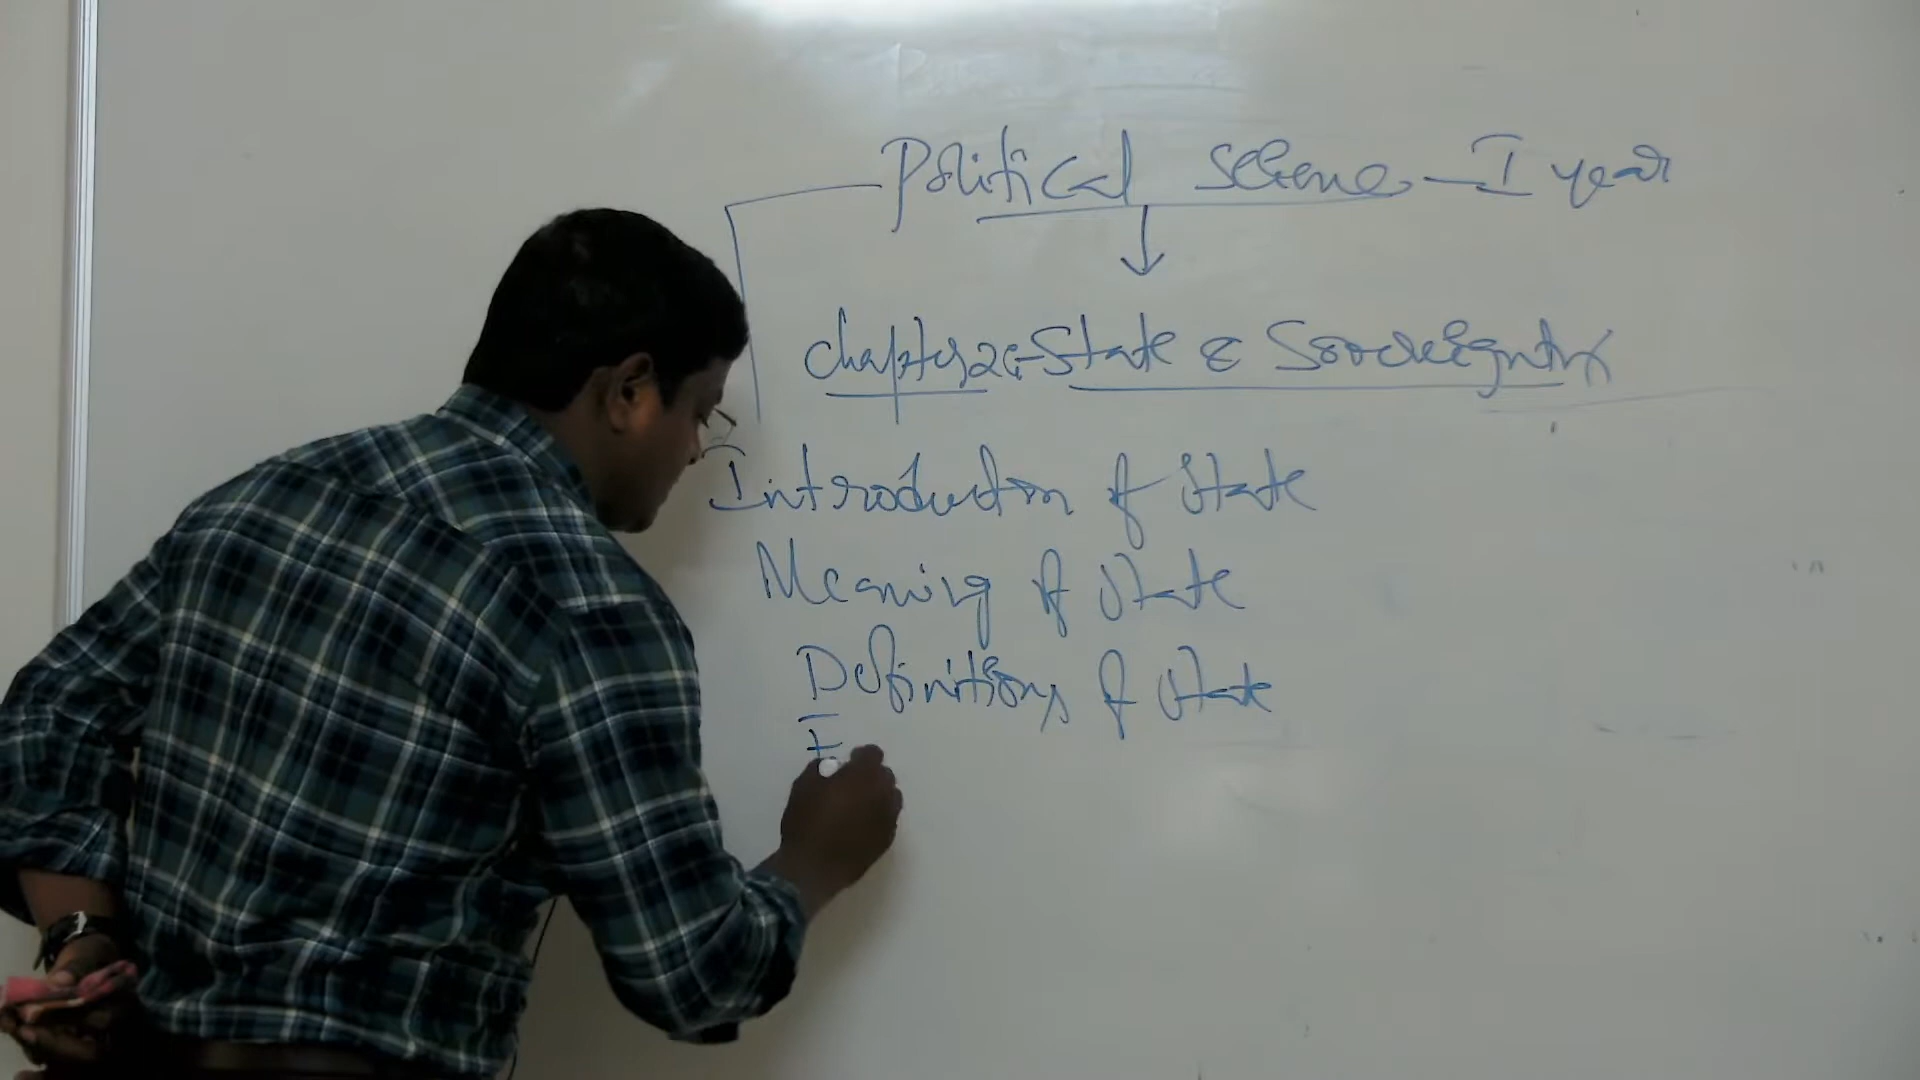 Political Science - I year
Chapter 2:- State & Sovereignty
Introduction of State
Meaning of State
Definitions of State
E